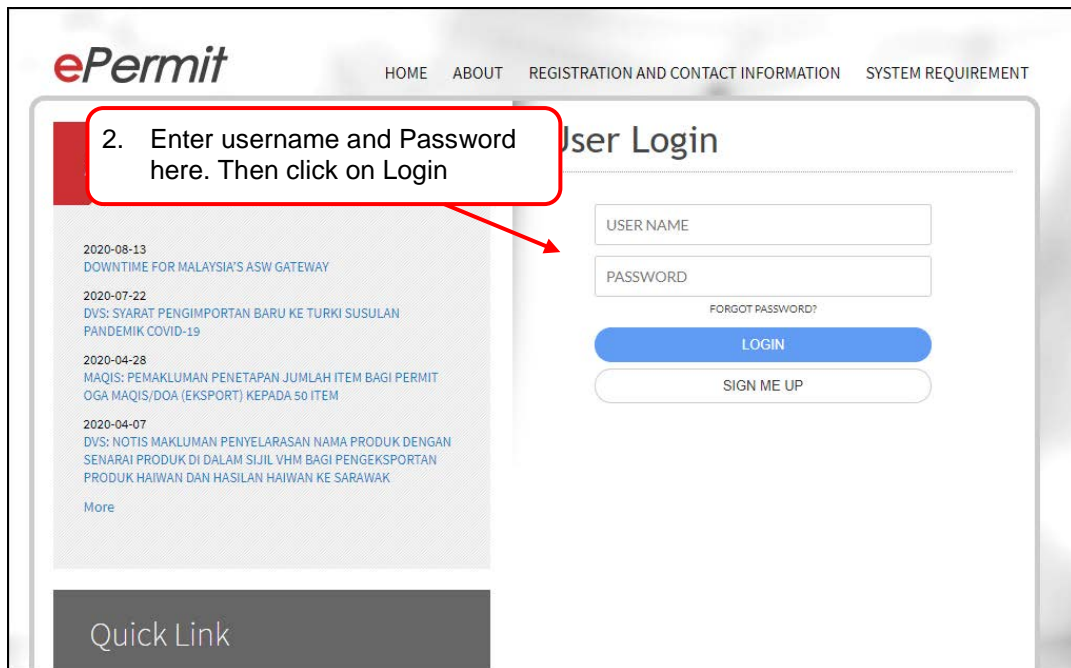 ePermit
HOME ABOUT REGISTRATION AND CONTACT INFORMATION SYSTEM REQUIREMENT
2. Enter username and Password
here. Then click on Login
User Login
2020-08-13
DOWNTIME FOR MALAYSIA'S ASW GATEWAY
2020-07-22
DVS: SYARAT PENGIMPORTAN BARU KE TURKI SUSULAN
PANDEMIK COVID-19
2020-04-28
MAQIS: PEMAKLUMAN PENETAPAN JUMLAH ITEM BAGI PERMIT
OGA MAQIS/DOA (EKSPORT) KEPADA 50 ITEM
2020-04-07
DVS: NOTIS MAKLUMAN PENYELARASAN NAMA PRODUK DENGAN
SENARAI PRODUK DI DALAM SIJIL VHM BAGI PENGEKSPORTAN
PRODUK HAIWAN DAN HASILAN HAIWAN KE SARAWAK
More
USER NAME
PASSWORD
FORGOT PASSWORD?
LOGIN
SIGN ME UP
Quick Link